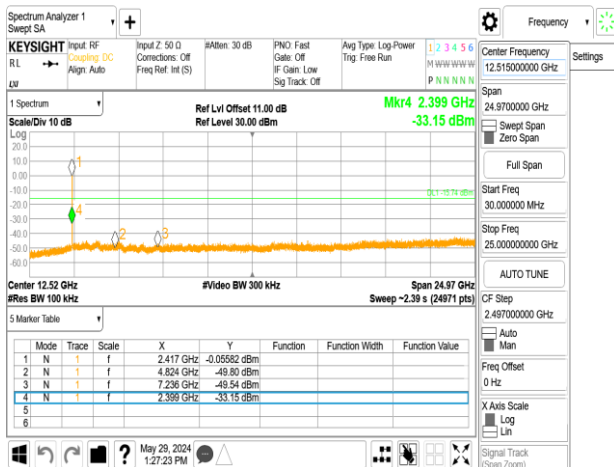 Spectrum Analyzer 1
Swept SA
+
Frequency
KEYSIGHT
RL
LXI
Input: RF
Coupling: DC
Align: Auto
Input Z: 50 Ω
Corrections: Off
Freq Ref: Int (S)
#Atten: 30 dB
PNO: Fast
Gate: Off
IF Gain: Low
Sig Track: Off
Avg Type: Log-Power
Trig: Free Run
1 2 3 4 5 6
M W W W W W
P N N N N N
1 Spectrum
Scale/Div 10 dB
Ref Lvl Offset 11.00 dB
Ref Level 30.00 dBm
Mkr4 2.399 GHz
-33.15 dBm
Log
20.0
10.0
0.00
-10.0
-20.0
-30.0
-40.0
-50.0
-60.0
DL1 -15.74 dBm
1
4
2
3
Center 12.52 GHz
#Video BW 300 kHz
Span 24.97 GHz
#Res BW 100 kHz
Sweep ~2.39 s (24971 pts)
5 Marker Table
Mode Trace Scale X Y Function Function Width Function Value
1 N 1 f 2.417 GHz -0.05582 dBm
2 N 1 f 4.824 GHz -49.80 dBm
3 N 1 f 7.236 GHz -49.54 dBm
4 N 1 f 2.399 GHz -33.15 dBm
5
6
May 29, 2024
1:27:23 PM
?
Center Frequency
12.515000000 GHz
Settings
Span
24.9700000 GHz
Swept Span
Zero Span
Full Span
Start Freq
30.000000 MHz
Stop Freq
25.000000000 GHz
AUTO TUNE
CF Step
2.497000000 GHz
Auto
Man
Freq Offset
0 Hz
X Axis Scale
Log
Lin
Signal Track
(Span Zoom)